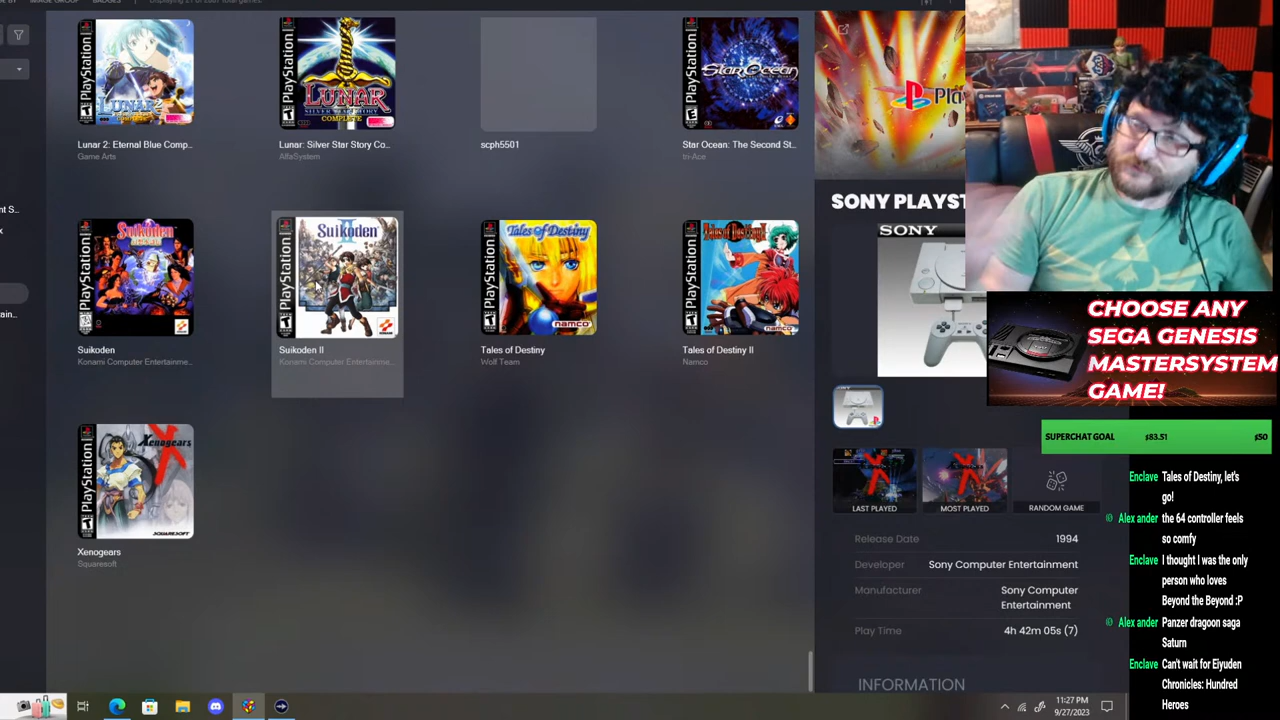 IMAGE GROUP
BADGES
Lunar 2: Eternal Blue Comp..
Game Arts
Lunar: Silver Star Story Co...
AlfaSystem
scph5501
Star Ocean: The Second St...
tri-Ace
Suikoden
Konami Computer Entertainme...
Suikoden II
Konami Computer Entertainme...
Tales of Destiny
Wolf Team
Tales of Destiny II
Namco
Xenogears
Squaresoft
SONY PLAYST
SONY
LAST PLAYED
MOST PLAYED
RANDOM GAME
Release Date 1994
Developer Sony Computer Entertainment
Manufacturer Sony Computer
Entertainment
Play Time 4h 42m 05s (7)
INFORMATION
CHOOSE ANY
SEGA GENESIS
MASTERSYSTEM
GAME!
SUPERCHAT GOAL $83.51 $50
Enclave Tales of Destiny, let's
go!
Alex ander the 64 controller feels
so comfy
Enclave I thought I was the only
person who loves
Beyond the Beyond :P
Alex ander Panzer dragoon saga
Saturn
Enclave Can't wait for Eiyuden
Chronicles: Hundred
Heroes
11:27 PM
9/27/2023